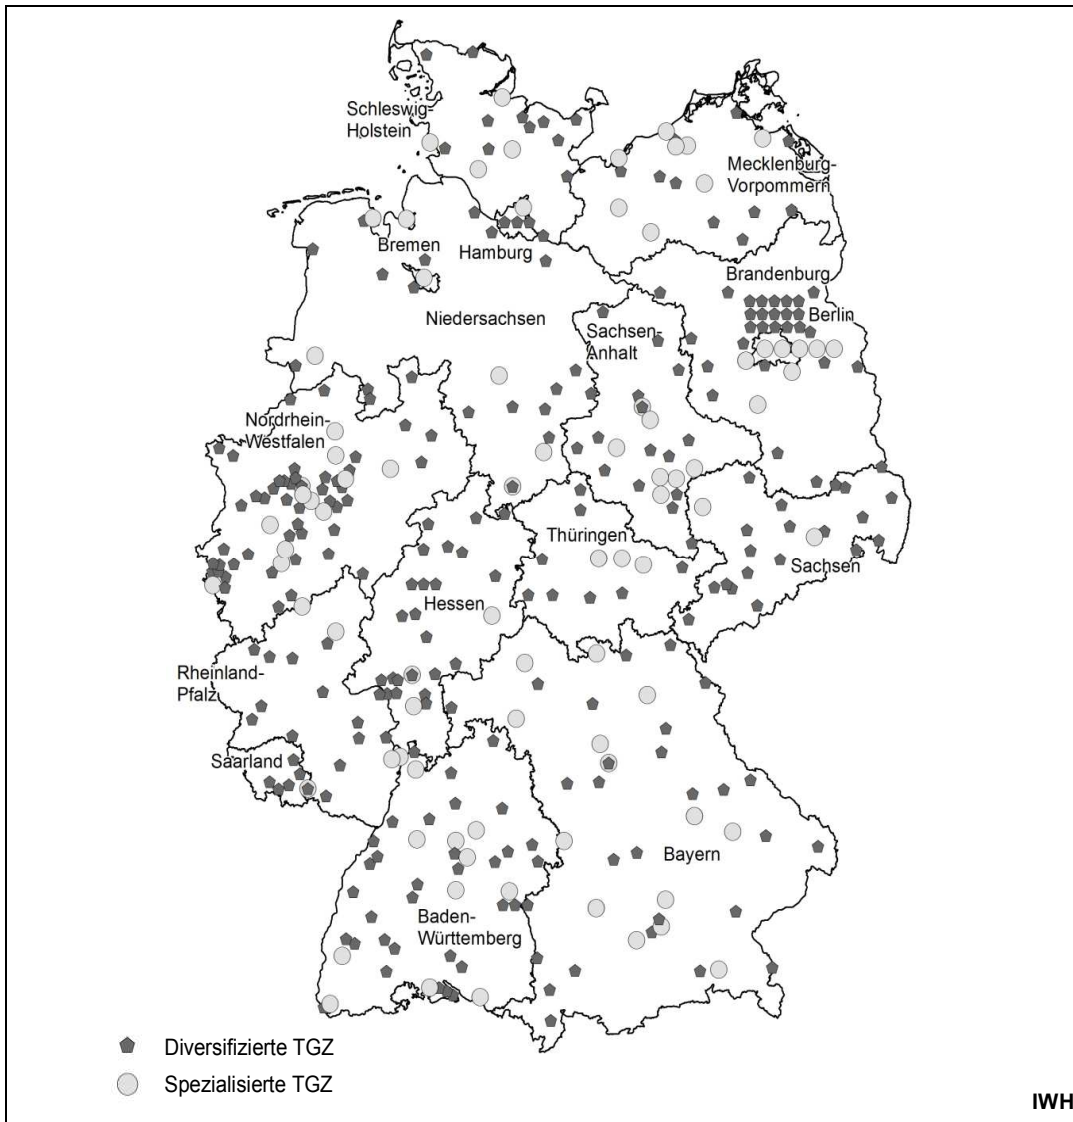 Schleswig-
Holstein
Mecklenburg-
Vorpommern
Bremen
Hamburg
Brandenburg
Berlin
Niedersachsen
Sachsen-
Anhalt
Nordrhein-
Westfalen
Thüringen
Sachsen
Hessen
Rheinland-
Pfalz
Saarland
Bayern
Baden-
Württemberg
Diversifizierte TGZ
Spezialisierte TGZ
IWH